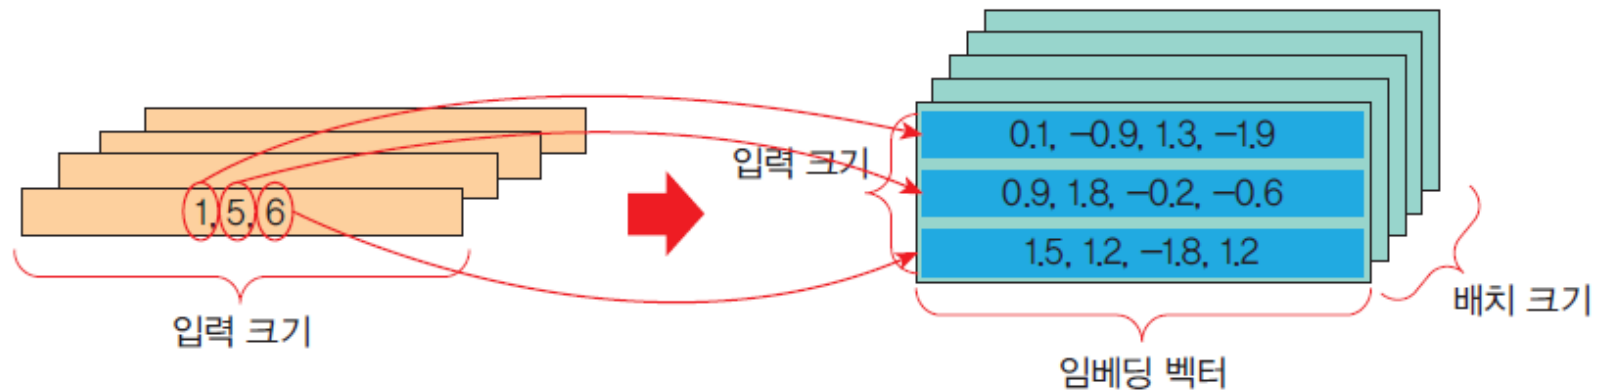 1, 5, 6
입력 크기
입력 크기
0.1, −0.9, 1.3, −1.9
0.9, 1.8, −0.2, −0.6
1.5, 1.2, −1.8, 1.2
배치 크기
임베딩 벡터